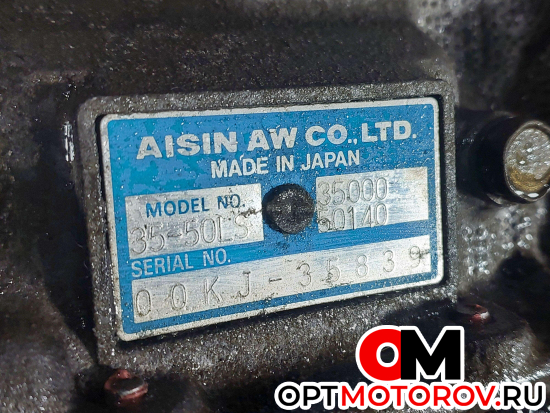 AISIN AW CO.,LTD.
MADE IN JAPAN
MODEL NO. 35000
35-50LS 60140
SERIAL NO.
00KJ-35839
OM
OPTMOTOROV.RU